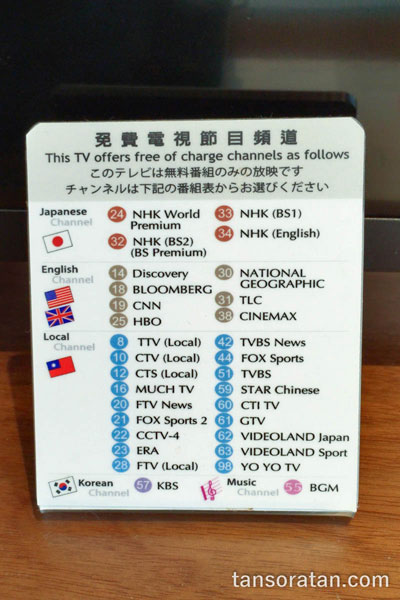 免費電視節目頻道
This TV offers free of charge channels as follows
このテレビは無料番組のみの放映です
チャンネルは下記の番組表からお選びください
Japanese
Channel
24 NHK World
Premium
32 NHK (BS2)
(BS Premium)
33 NHK (BS1)
34 NHK (English)
English
Channel
14 Discovery
18 BLOOMBERG
19 CNN
25 HBO
30 NATIONAL
GEOGRAPHIC
31 TLC
38 CINEMAX
Local
Channel
8 TTV (Local)
10 CTV (Local)
12 CTS (Local)
16 MUCH TV
20 FTV News
21 FOX Sports 2
22 CCTV-4
23 ERA
28 FTV (Local)
42 TVBS News
44 FOX Sports
51 TVBS
59 STAR Chinese
60 CTI TV
61 GTV
62 VIDEOLAND Japan
63 VIDEOLAND Sport
98 YO YO TV
Korean
Channel
57 KBS
Music
Channel
55 BGM
tansoratan.com